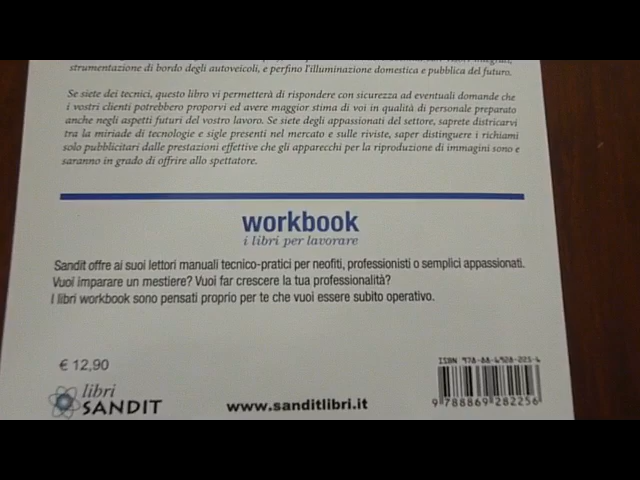 strumentazione di bordo degli autoveicoli, e perfino l'illuminazione domestica e pubblica del futuro.
Se siete dei tecnici, questo libro vi permetterà di rispondere con sicurezza ad eventuali domande che
i vostri clienti potrebbero proporvi ed avere maggior stima di voi in qualità di personale preparato
anche negli aspetti futuri del vostro lavoro. Se siete degli appassionati del settore, saprete districarvi
tra la miriade di tecnologie e sigle presenti nel mercato e sulle riviste, saper distinguere i richiami
solo pubblicitari dalle prestazioni effettive che gli apparecchi per la riproduzione di immagini sono e
saranno in grado di offrire allo spettatore.
workbook
i libri per lavorare
Sandit offre ai suoi lettori manuali tecnico-pratici per neofiti, professionisti o semplici appassionati.
Vuoi imparare un mestiere? Vuoi far crescere la tua professionalità?
I libri workbook sono pensati proprio per te che vuoi essere subito operativo.
€ 12,90
ISBN
libri
SANDIT
www.sanditlibri.it
9 788869 282256